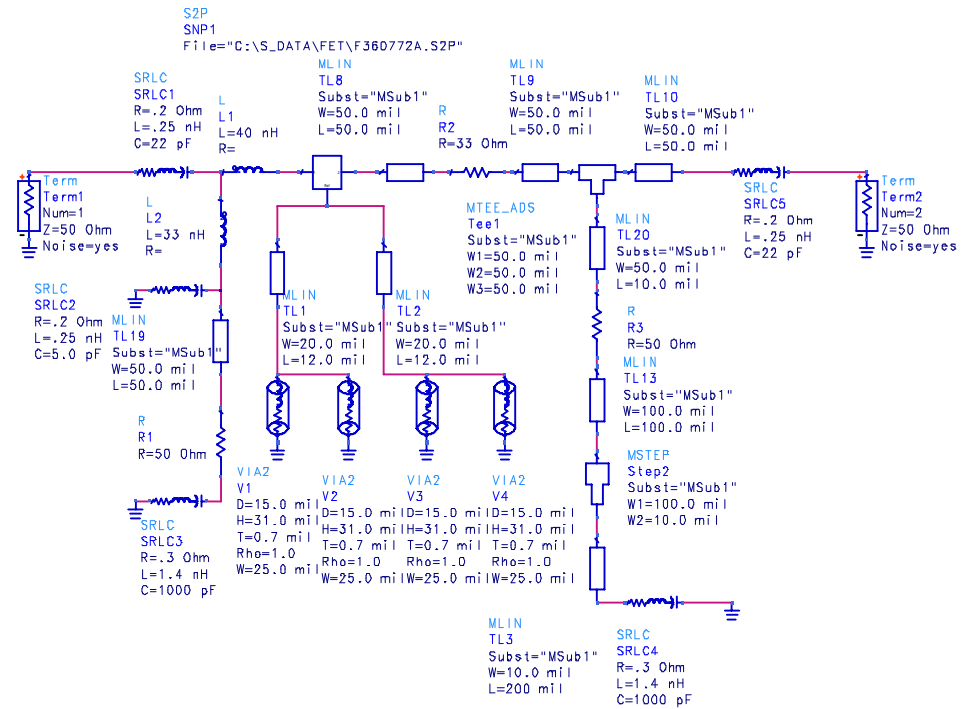 S2P
SNP1
File="C:\S_DATA\FET\F36D772A.S2P"
SRLC
SRLC1
R=.2 Ohm
L=.25 nH
C=22 pF
L
L1
L=40 nH
R=
MLIN
TL8
Subst="MSub1"
W=50.0 mil
L=50.0 mil
R
R2
R=33 Ohm
MLIN
TL9
Subst="MSub1"
W=50.0 mil
L=50.0 mil
MLIN
TL10
Subst="MSub1"
W=50.0 mil
L=50.0 mil
Term
Term1
Num=1
Z=50 Ohm
Noise=yes
L
L2
L=33 nH
R=
MTEE_ADS
Tee1
Subst="MSub1"
W1=50.0 mil
W2=50.0 mil
W3=50.0 mil
MLIN
TL20
Subst="MSub1"
W=50.0 mil
L=10.0 mil
SRLC
SRLC5
R=.2 Ohm
L=.25 nH
C=22 pF
Term
Term2
Num=2
Z=50 Ohm
Noise=yes
SRLC
SRLC2
R=.2 Ohm
L=.25 nH
C=5.0 pF
MLIN
TL19
Subst="MSub1"
W=50.0 mil
L=50.0 mil
MLIN
TL1
Subst="MSub1"
W=20.0 mil
L=12.0 mil
MLIN
TL2
Subst="MSub1"
W=20.0 mil
L=12.0 mil
R
R3
R=50 Ohm
MLIN
TL13
Subst="MSub1"
W=100.0 mil
L=100.0 mil
R
R1
R=50 Ohm
MSTEP
Step2
Subst="MSub1"
W1=100.0 mil
W2=10.0 mil
VIA2
V1
D=15.0 mil
H=31.0 mil
T=0.7 mil
Rho=1.0
W=25.0 mil
VIA2
V2
D=15.0 mil
H=31.0 mil
T=0.7 mil
Rho=1.0
W=25.0 mil
VIA2
V3
D=15.0 mil
H=31.0 mil
T=0.7 mil
Rho=1.0
W=25.0 mil
VIA2
V4
D=15.0 mil
H=31.0 mil
T=0.7 mil
Rho=1.0
W=25.0 mil
SRLC
SRLC3
R=.3 Ohm
L=1.4 nH
C=1000 pF
MLIN
TL3
Subst="MSub1"
W=10.0 mil
L=200 mil
SRLC
SRLC4
R=.3 Ohm
L=1.4 nH
C=1000 pF